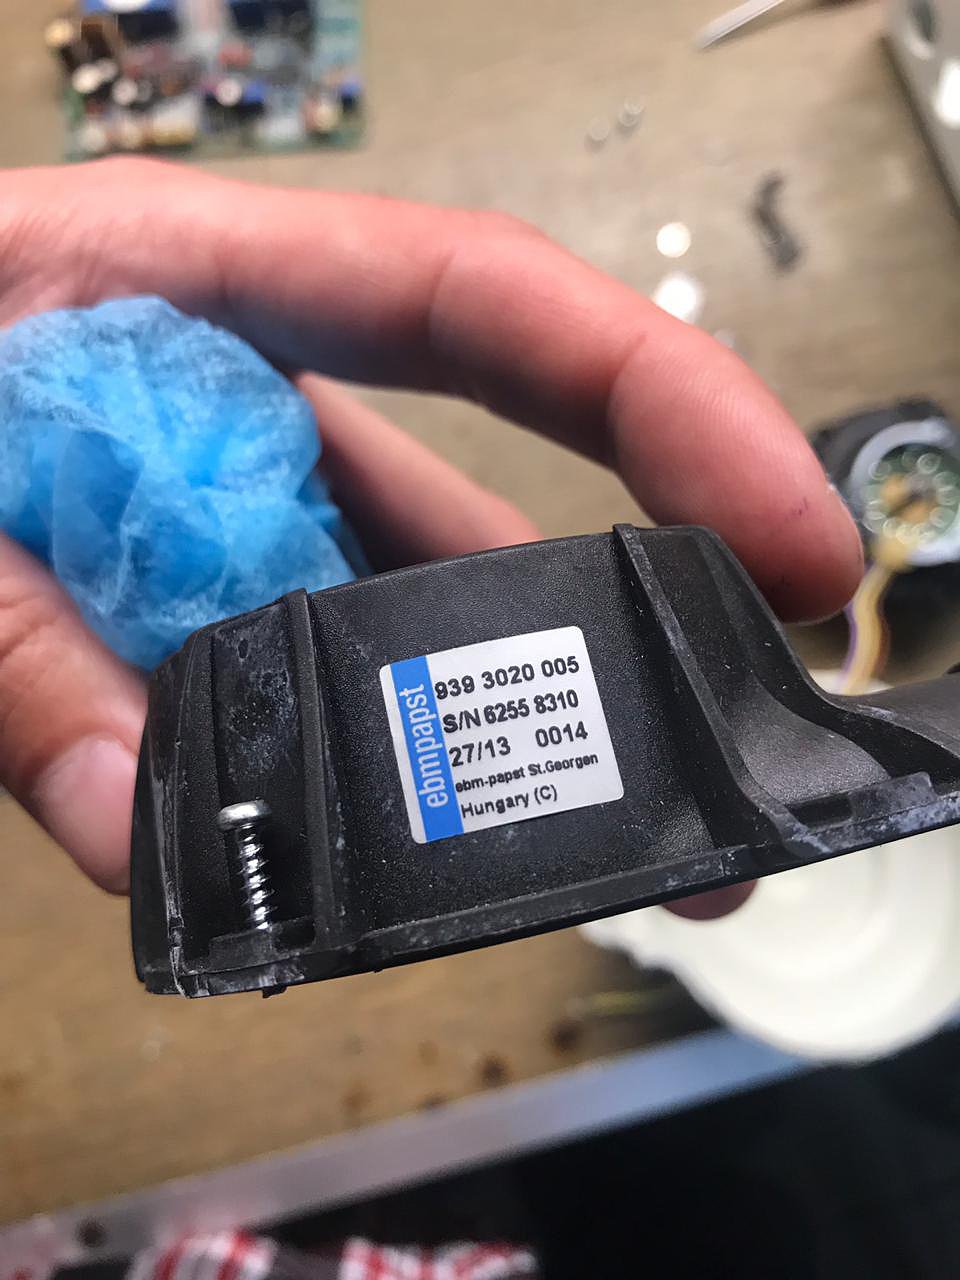 ebmpapst
939 3020 005
S/N 6255 8310
27/13 0014
ebm-papst St.Georgen
Hungary (C)